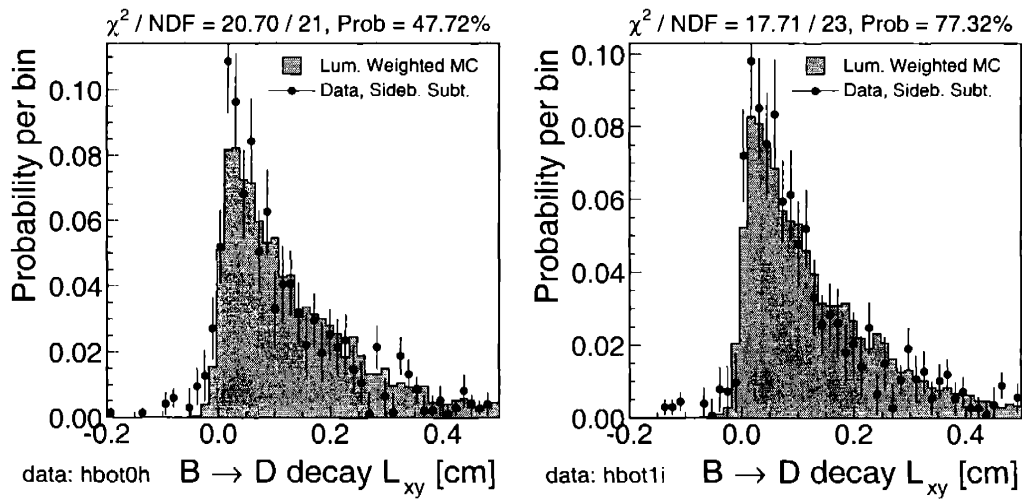 χ² / NDF = 20.70 / 21, Prob = 47.72%
Probability per bin
0.10
0.08
0.06
0.04
0.02
0.00
Lum. Weighted MC
Data, Sideb. Subt.
-0.2
0.0
0.2
0.4
data: hbot0h
B → D decay L_xy [cm]
χ² / NDF = 17.71 / 23, Prob = 77.32%
Probability per bin
0.10
0.08
0.06
0.04
0.02
0.00
Lum. Weighted MC
Data, Sideb. Subt.
-0.2
0.0
0.2
0.4
data: hbot1i
B → D decay L_xy [cm]